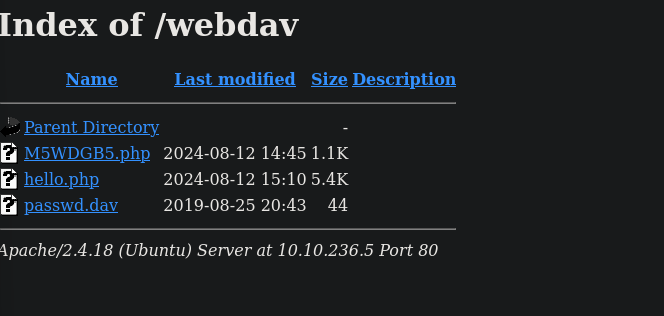 Index of /webdav
Name Last modified Size Description
Parent Directory -
M5WDGB5.php 2024-08-12 14:45 1.1K
hello.php 2024-08-12 15:10 5.4K
passwd.dav 2019-08-25 20:43 44
Apache/2.4.18 (Ubuntu) Server at 10.10.236.5 Port 80